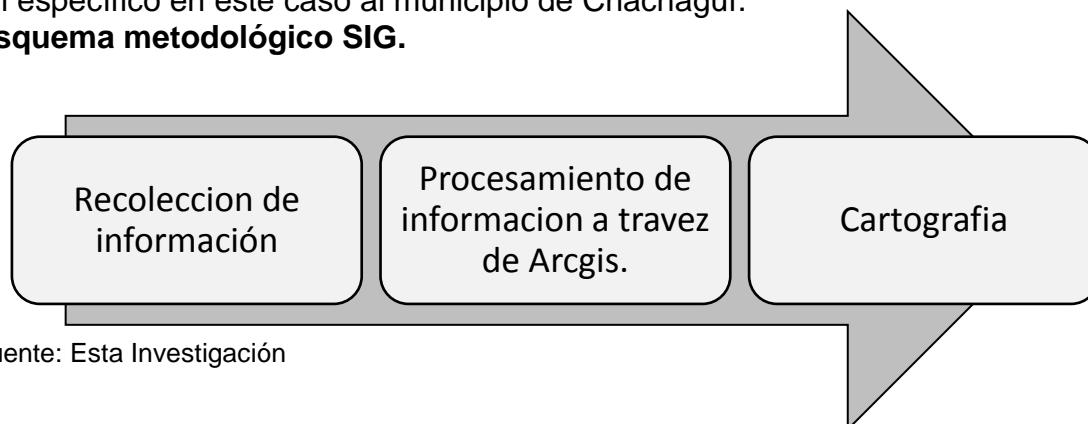 específico en este caso al municipio de Chachagüí.
squema metodológico SIG.
Recoleccion de
información
Procesamiento de
informacion a travez
de Arcgis.
Cartografia
uente: Esta Investigación